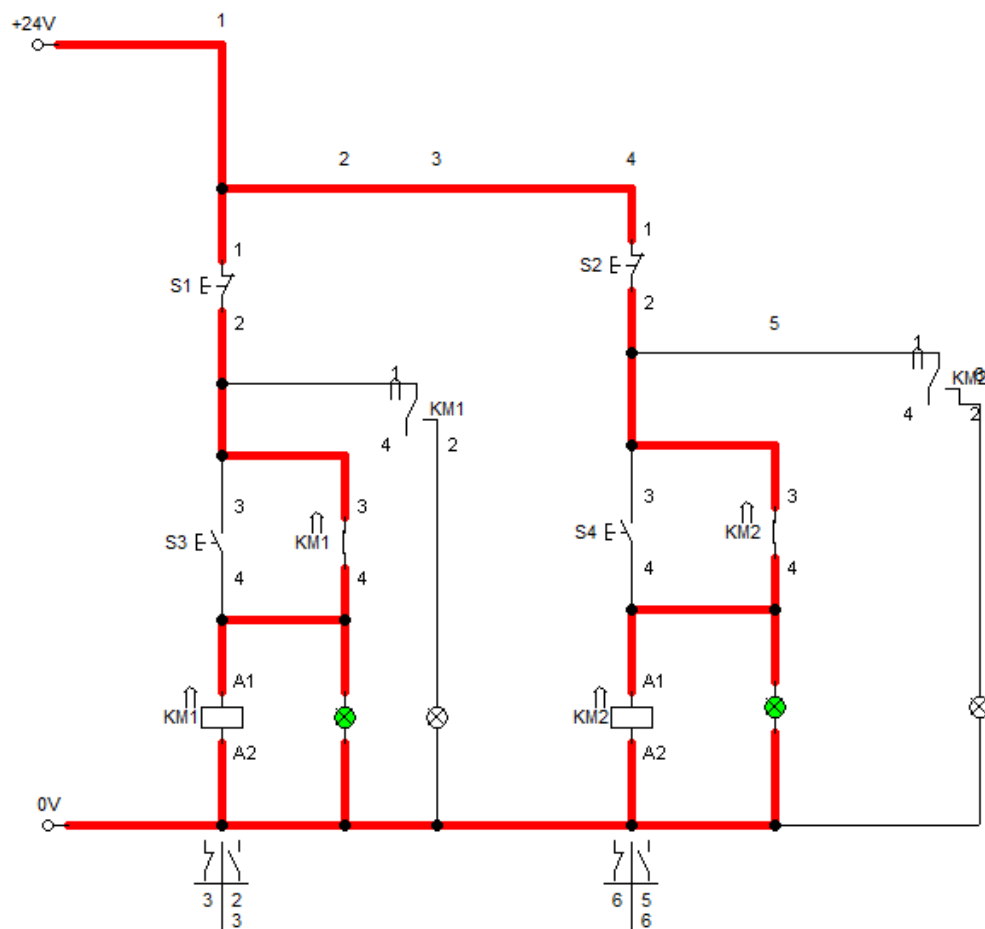 1
+24V
2 3 4
1 1
S1 S2
2 2
5
1 1
KM1 KM2 6
4 2 4 2
3 3 3 3
S3 KM1 S4 KM2
4 4 4 4
A1 A1
KM1 KM2
A2 A2
0V
3 2 6 5
3 6